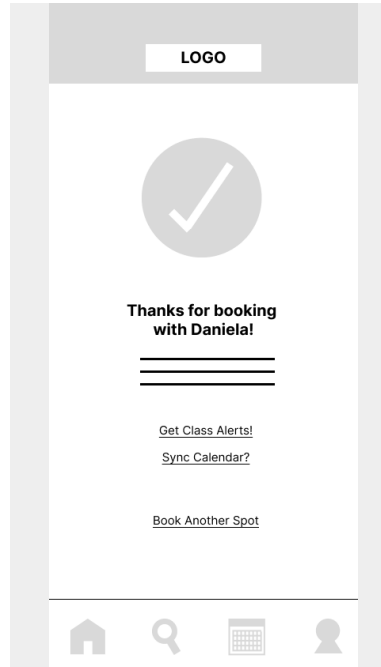 LOGO
Thanks for booking
with Daniela!
Get Class Alerts!
Sync Calendar?
Book Another Spot